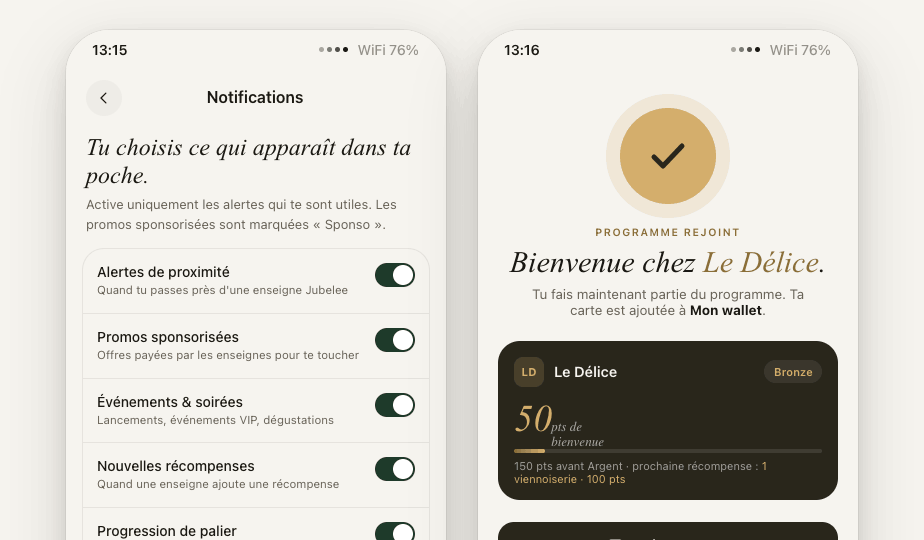 13:15
WiFi 76%
Notifications
Tu choisis ce qui apparaît dans ta
poche.
Active uniquement les alertes qui te sont utiles. Les
promos sponsorisées sont marquées « Sponso ».
Alertes de proximité
Quand tu passes près d'une enseigne Jubelee
Promos sponsorisées
Offres payées par les enseignes pour te toucher
Événements & soirées
Lancements, événements VIP, dégustations
Nouvelles récompenses
Quand une enseigne ajoute une récompense
Progression de palier
13:16
WiFi 76%
PROGRAMME REJOINT
Bienvenue chez Le Délice.
Tu fais maintenant partie du programme. Ta
carte est ajoutée à Mon wallet.
LD Le Délice Bronze
50 pts de
bienvenue
150 pts avant Argent · prochaine récompense : 1
viennoiserie · 100 pts